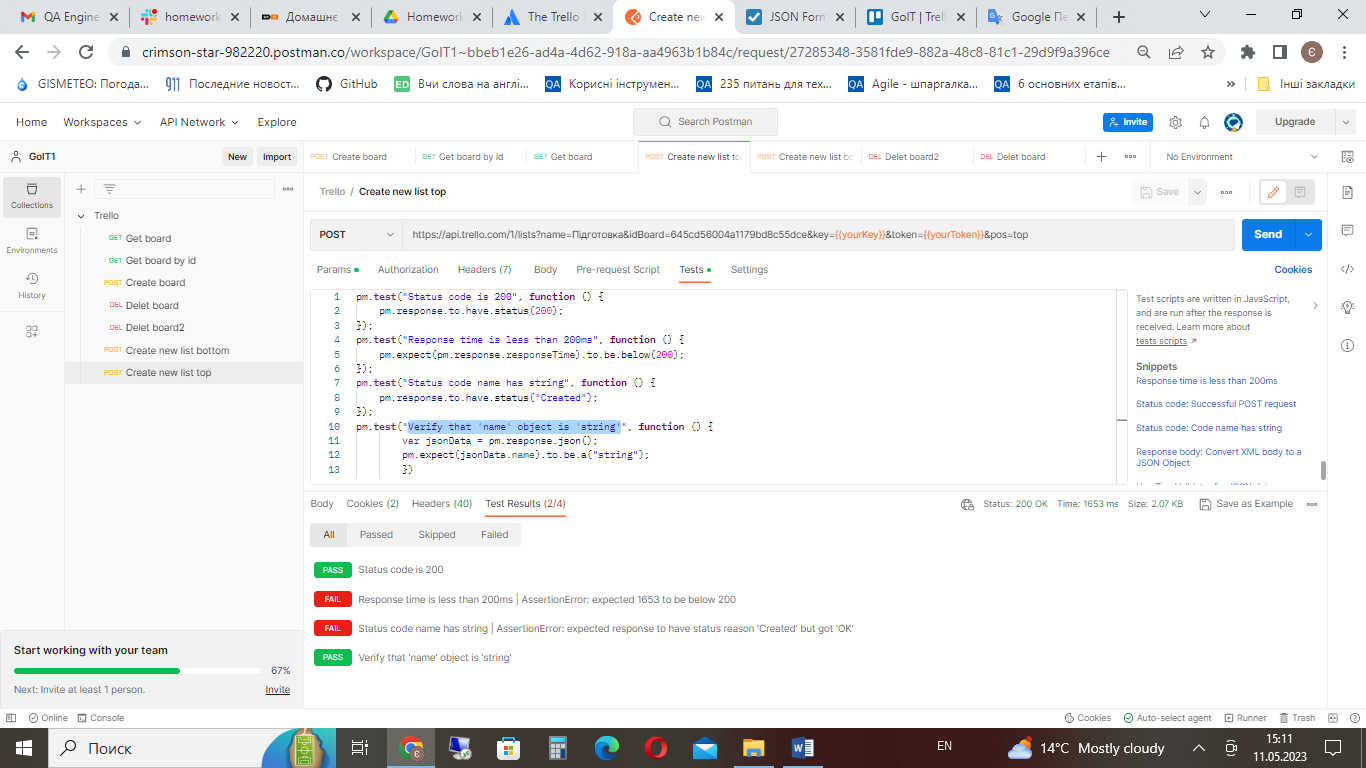 QA Engine
homework
Домашнє
Homework
The Trello
Create new
JSON Form
GoIT | Trell
Google Пе
crimson-star-982220.postman.co/workspace/GoIT1~bbeb1e26-ad4a-4d62-918a-aa4963b1b84c/request/27285348-3581fde9-882a-48c8-81c1-29d9f9a396ce
Є
GISMETEO: Погода...
Последние новост...
GitHub
ED Вчи слова на англі...
QA Корисні інструмен...
QA 235 питань для тех...
QA Agile - шпаргалка...
QA 6 основних етапів...
»
Інші закладки
Home Workspaces API Network Explore
Search Postman
Invite
Upgrade
GoIT1
New Import
POST Create board
GET Get board by id
GET Get board
POST Create new list top
POST Create new list bo
DEL Delet board2
DEL Delet board
No Environment
Collections
Environments
History
Trello
GET Get board
GET Get board by id
POST Create board
DEL Delet board
DEL Delet board2
POST Create new list bottom
POST Create new list top
Trello / Create new list top
Save
POST
https://api.trello.com/1/lists?name=Підготовка&idBoard=645cd56004a1179bd8c55dce&key={{yourKey}}&token={{yourToken}}&pos=top
Send
Params Authorization Headers (7) Body Pre-request Script Tests Settings
Cookies
1 pm.test("Status code is 200", function () {
2 pm.response.to.have.status(200);
3 });
4 pm.test("Response time is less than 200ms", function () {
5 pm.expect(pm.response.responseTime).to.be.below(200);
6 });
7 pm.test("Status code name has string", function () {
8 pm.response.to.have.status("Created");
9 });
10 pm.test("Verify that 'name' object is 'string'", function () {
11 var jsonData = pm.response.json();
12 pm.expect(jsonData.name).to.be.a("string");
13 })
Test scripts are written in JavaScript,
and are run after the response is
received. Learn more about
tests scripts ↗
Snippets
Response time is less than 200ms
Status code: Successful POST request
Status code: Code name has string
Response body: Convert XML body to a
JSON Object
Body Cookies (2) Headers (40) Test Results (2/4)
Status: 200 OK Time: 1653 ms Size: 2.07 KB
Save as Example
All Passed Skipped Failed
PASS Status code is 200
FAIL Response time is less than 200ms | AssertionError: expected 1653 to be below 200
FAIL Status code name has string | AssertionError: expected response to have status reason 'Created' but got 'OK'
PASS Verify that 'name' object is 'string'
Start working with your team
67%
Next: Invite at least 1 person.
Invite
Online Console
Cookies Auto-select agent Runner Trash
Поиск
EN
14°C Mostly cloudy
15:11
11.05.2023